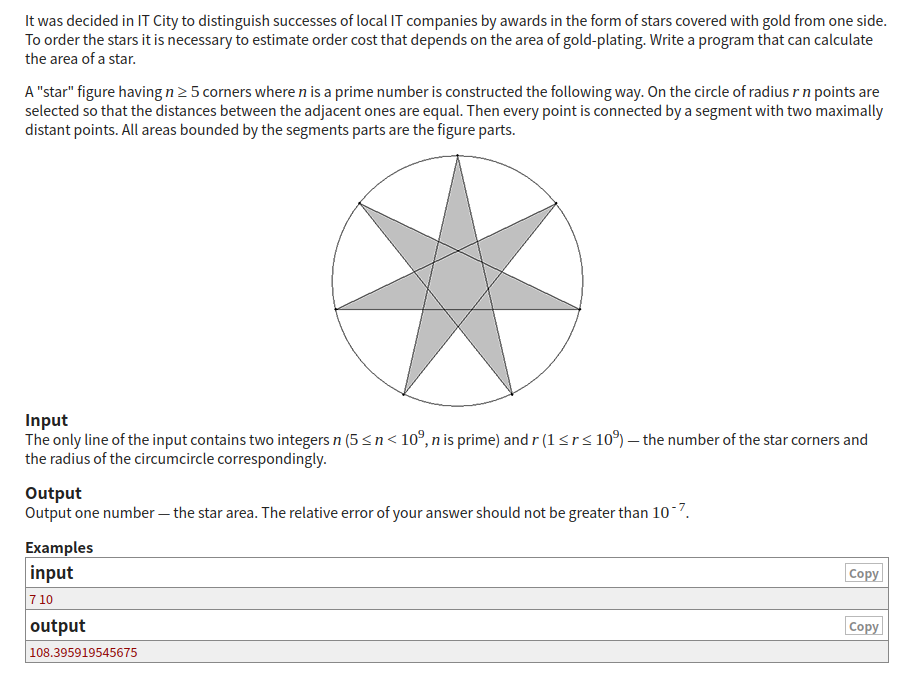 It was decided in IT City to distinguish successes of local IT companies by awards in the form of stars covered with gold from one side.
To order the stars it is necessary to estimate order cost that depends on the area of gold-plating. Write a program that can calculate
the area of a star.
A "star" figure having n ≥ 5 corners where n is a prime number is constructed the following way. On the circle of radius r n points are
selected so that the distances between the adjacent ones are equal. Then every point is connected by a segment with two maximally
distant points. All areas bounded by the segments parts are the figure parts.
Input
The only line of the input contains two integers n (5 ≤ n < 10⁹, n is prime) and r (1 ≤ r ≤ 10⁹) — the number of the star corners and
the radius of the circumcircle correspondingly.
Output
Output one number — the star area. The relative error of your answer should not be greater than 10⁻⁷.
Examples
input
Copy
7 10
output
Copy
108.395919545675